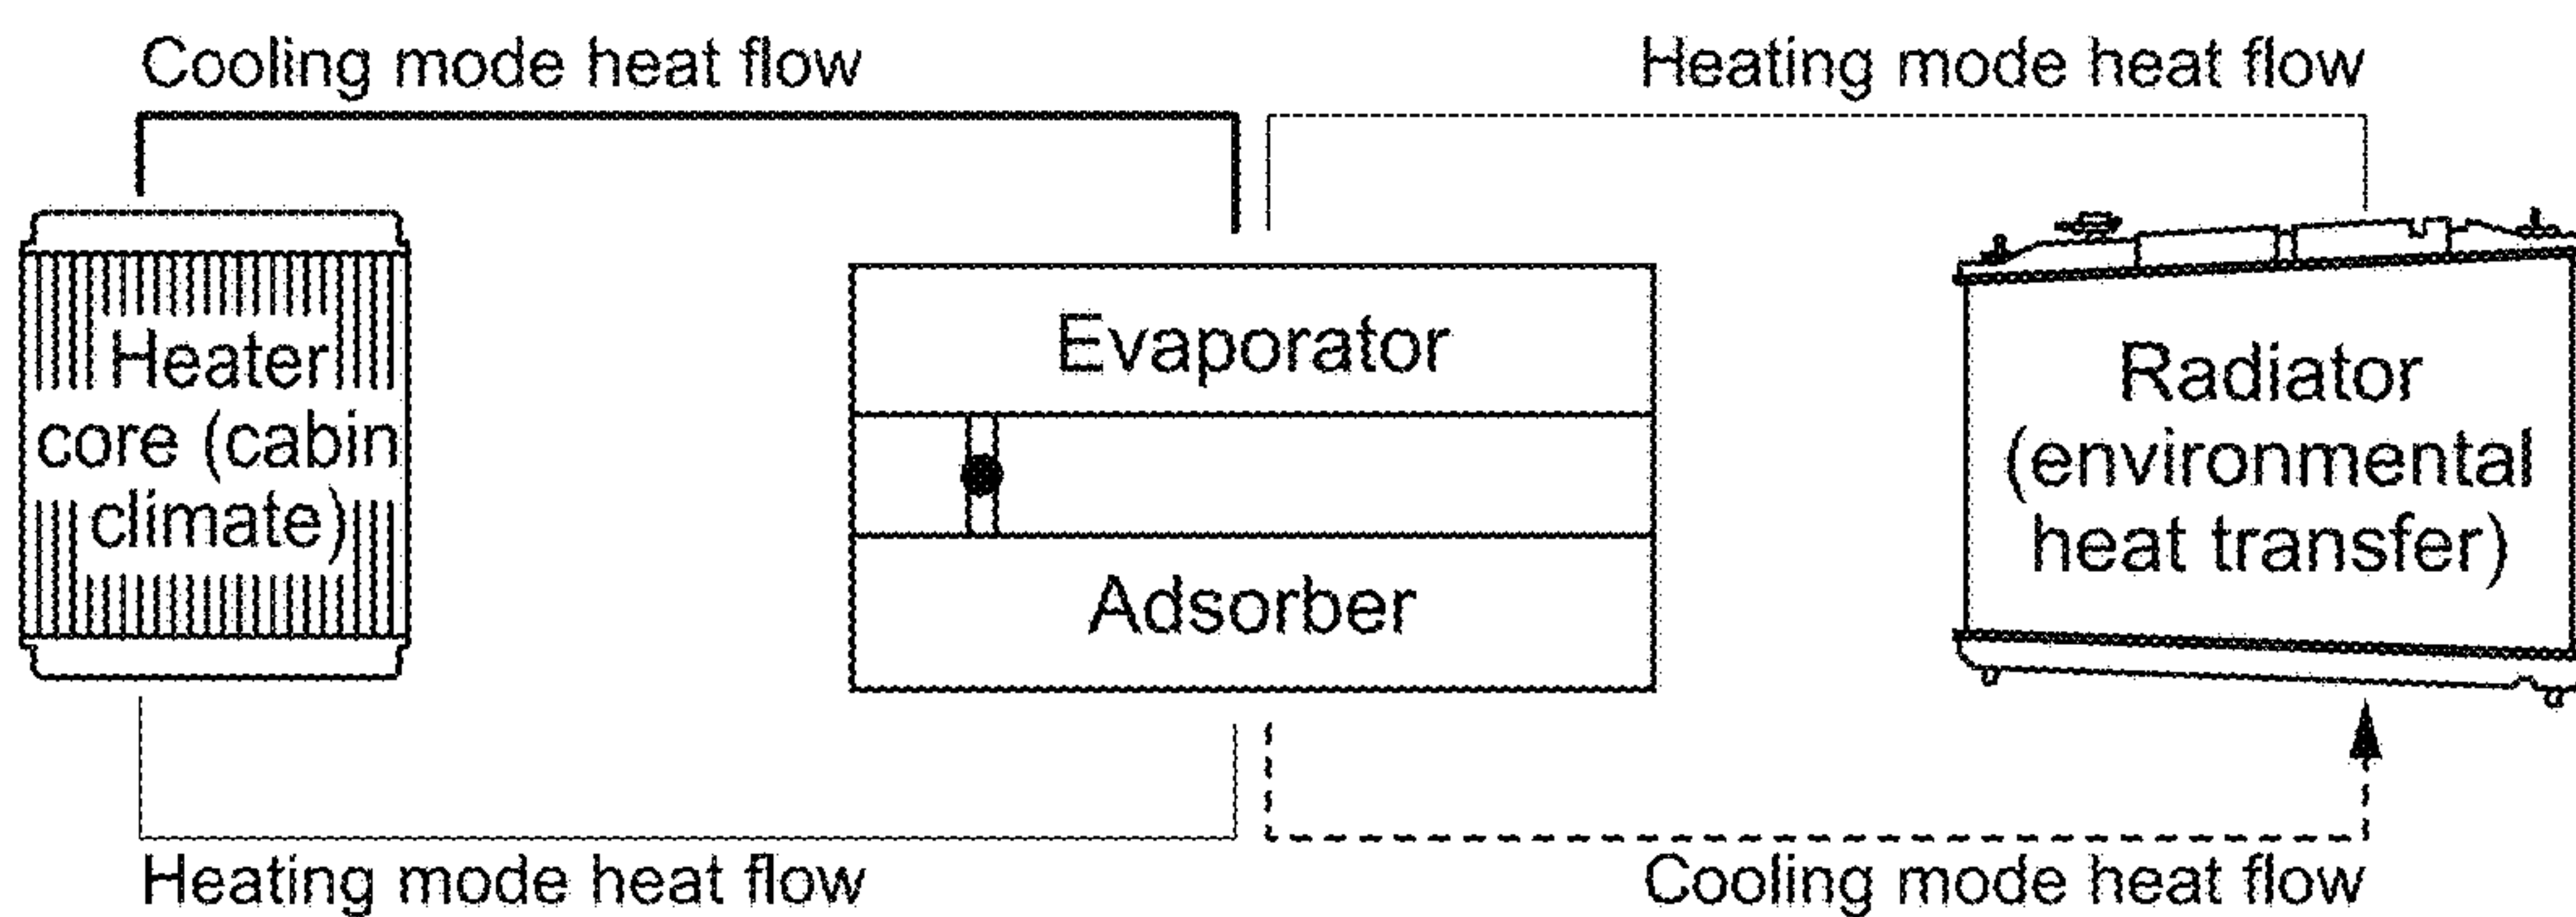 Cooling mode heat flow
Heating mode heat flow
Heater
core (cabin
climate)
Evaporator
Adsorber
Radiator
(environmental
heat transfer)
Heating mode heat flow
Cooling mode heat flow